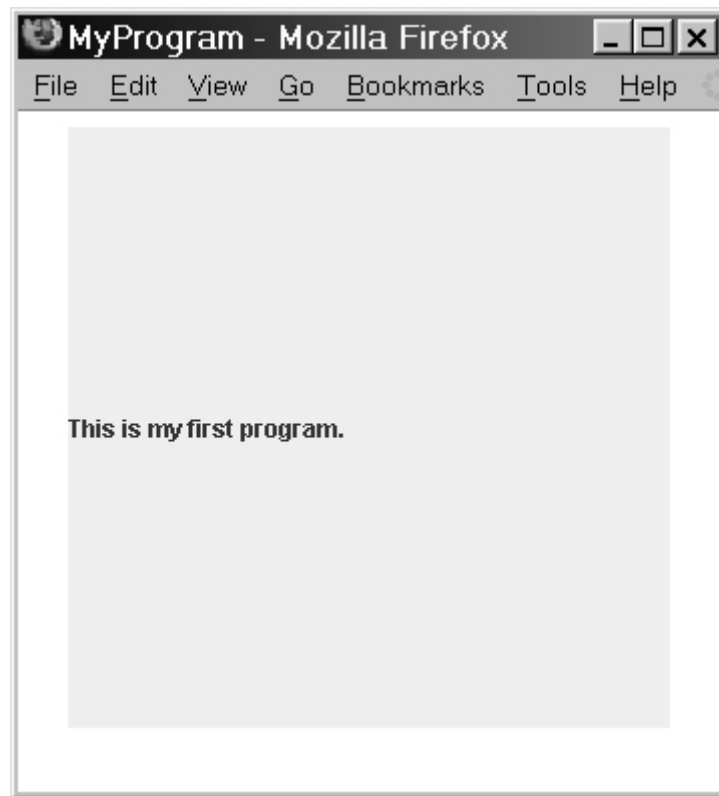 MyProgram - Mozilla Firefox
File Edit View Go Bookmarks Tools Help
This is my first program.